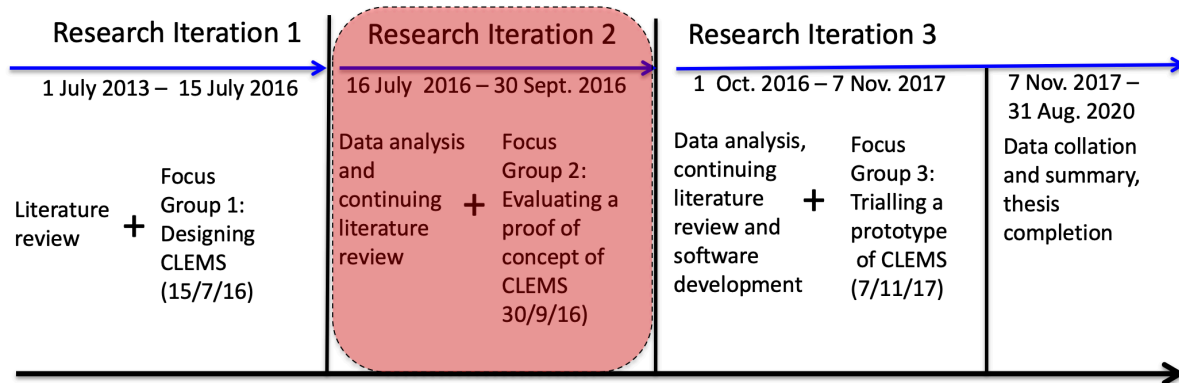 Research Iteration 1
1 July 2013 – 15 July 2016
Literature
review
+
Focus
Group 1:
Designing
CLEMS
(15/7/16)
Research Iteration 2
16 July 2016 – 30 Sept. 2016
Data analysis
and
continuing
literature
review
+
Focus
Group 2:
Evaluating a
proof of
concept of
CLEMS
30/9/16)
Research Iteration 3
1 Oct. 2016 – 7 Nov. 2017
Data analysis,
continuing
literature
review and
software
development
+
Focus
Group 3:
Trialling a
prototype
of CLEMS
(7/11/17)
7 Nov. 2017 –
31 Aug. 2020
Data collation
and summary,
thesis
completion